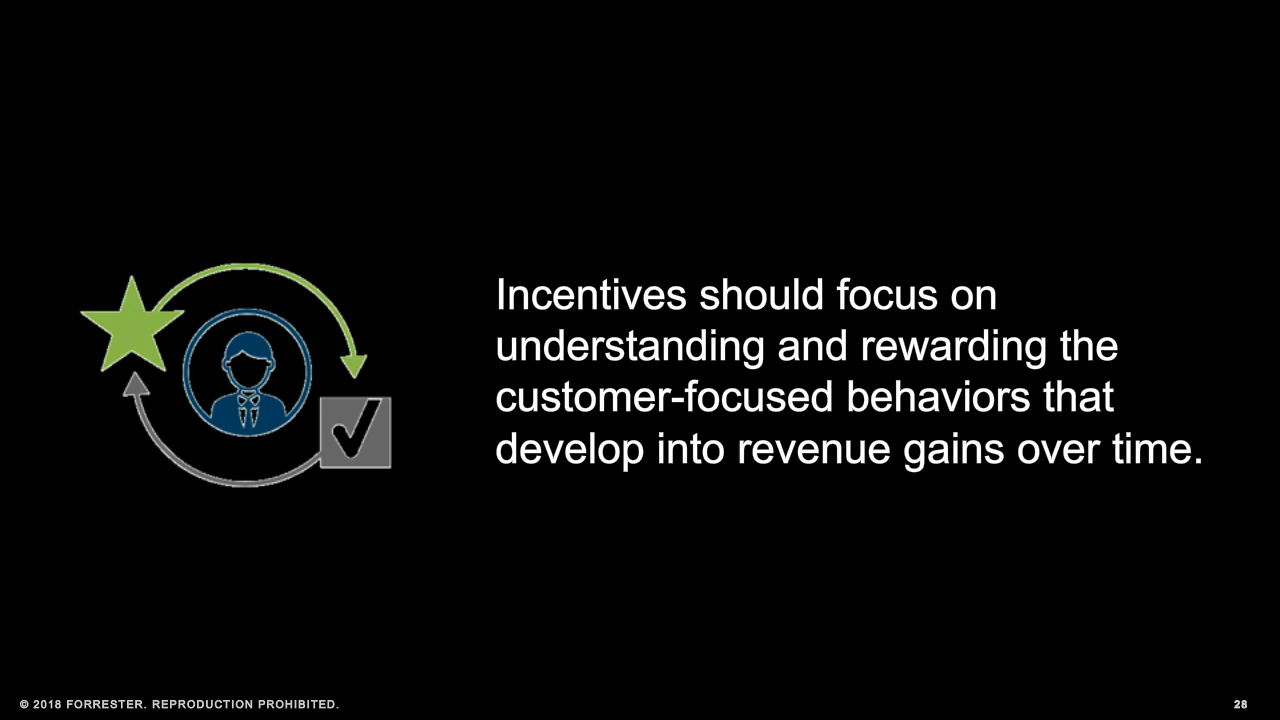 Incentives should focus on
understanding and rewarding the
customer-focused behaviors that
develop into revenue gains over time.
© 2018 FORRESTER. REPRODUCTION PROHIBITED.
28